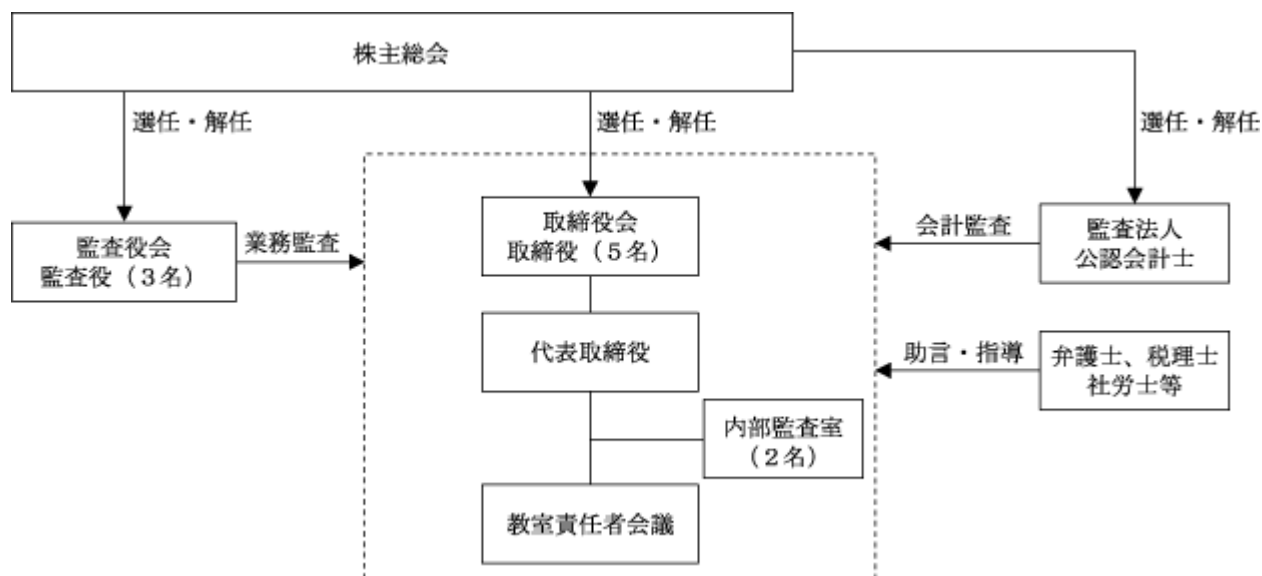 株主総会
選任・解任
選任・解任
選任・解任
監査役会
監査役（3名）
業務監査
取締役会
取締役（5名）
会計監査
監査法人
公認会計士
代表取締役
助言・指導
弁護士、税理士
社労士等
内部監査室
（2名）
教室責任者会議